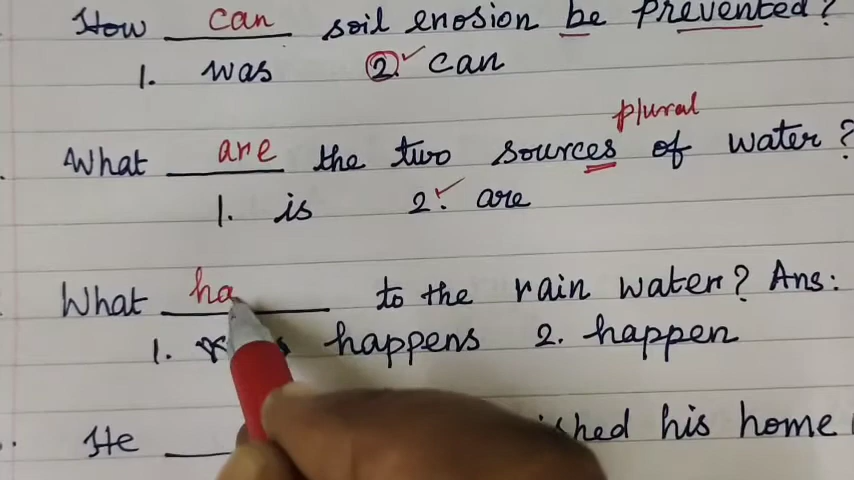 How can soil erosion be prevented?
1. was 2. can
plural
What are the two sources of water?
1. is 2. are
What ha to the rain water? Ans:
1. happens 2. happen
He his home